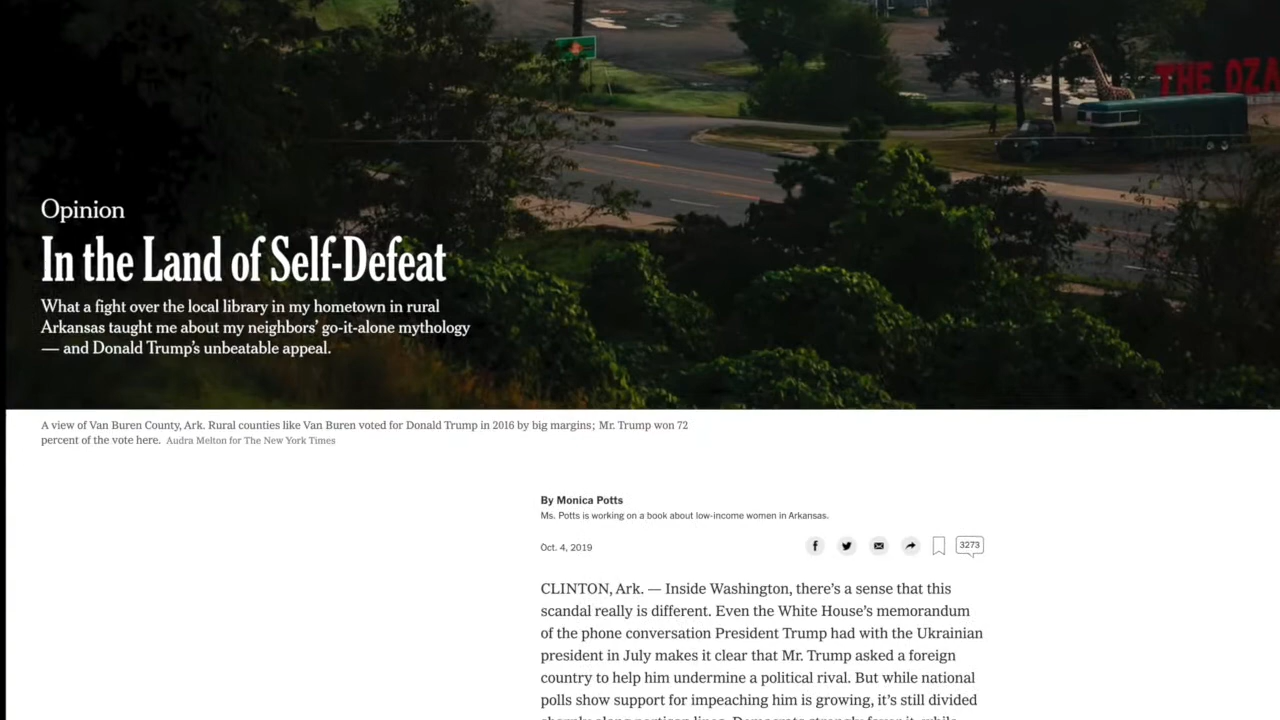 THE OZA
Opinion
In the Land of Self-Defeat
What a fight over the local library in my hometown in rural
Arkansas taught me about my neighbors’ go-it-alone mythology
— and Donald Trump’s unbeatable appeal.
A view of Van Buren County, Ark. Rural counties like Van Buren voted for Donald Trump in 2016 by big margins; Mr. Trump won 72
percent of the vote here. Audra Melton for The New York Times
By Monica Potts
Ms. Potts is working on a book about low-income women in Arkansas.
Oct. 4, 2019
3273
CLINTON, Ark. — Inside Washington, there’s a sense that this
scandal really is different. Even the White House’s memorandum
of the phone conversation President Trump had with the Ukrainian
president in July makes it clear that Mr. Trump asked a foreign
country to help him undermine a political rival. But while national
polls show support for impeaching him is growing, it’s still divided